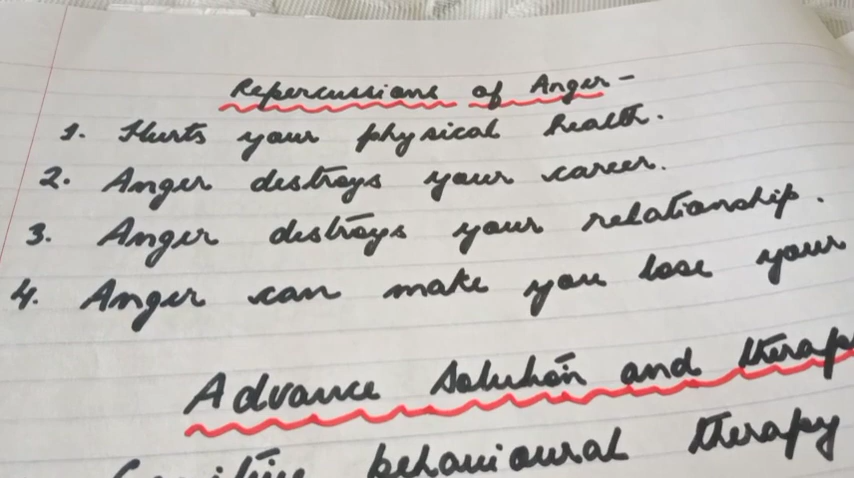 Repercussions of Anger-
1. Hurts your physical health.
2. Anger destroys your career.
3. Anger destroys your relationship.
4. Anger can make you lose your
Advance solution and therap
Cognitive behavioural therapy